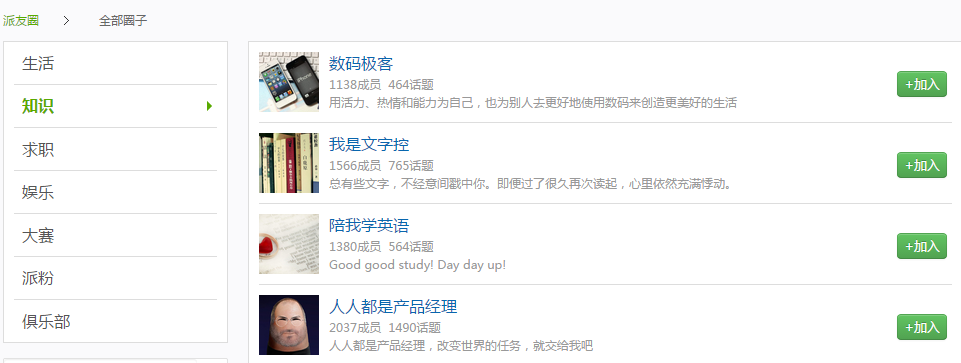 派友圈 > 全部圈子
生活
知识
求职
娱乐
大赛
派粉
俱乐部
数码极客
1138成员 464话题
用活力、热情和能力为自己，也为别人去更好地使用数码来创造更美好的生活
+加入
我是文字控
1566成员 765话题
总有些文字，不经意间戳中你。即便过了很久再次读起，心里依然充满悸动。
+加入
陪我学英语
1380成员 564话题
Good good study! Day day up!
+加入
人人都是产品经理
2037成员 1490话题
人人都是产品经理，改变世界的任务，就交给我吧
+加入